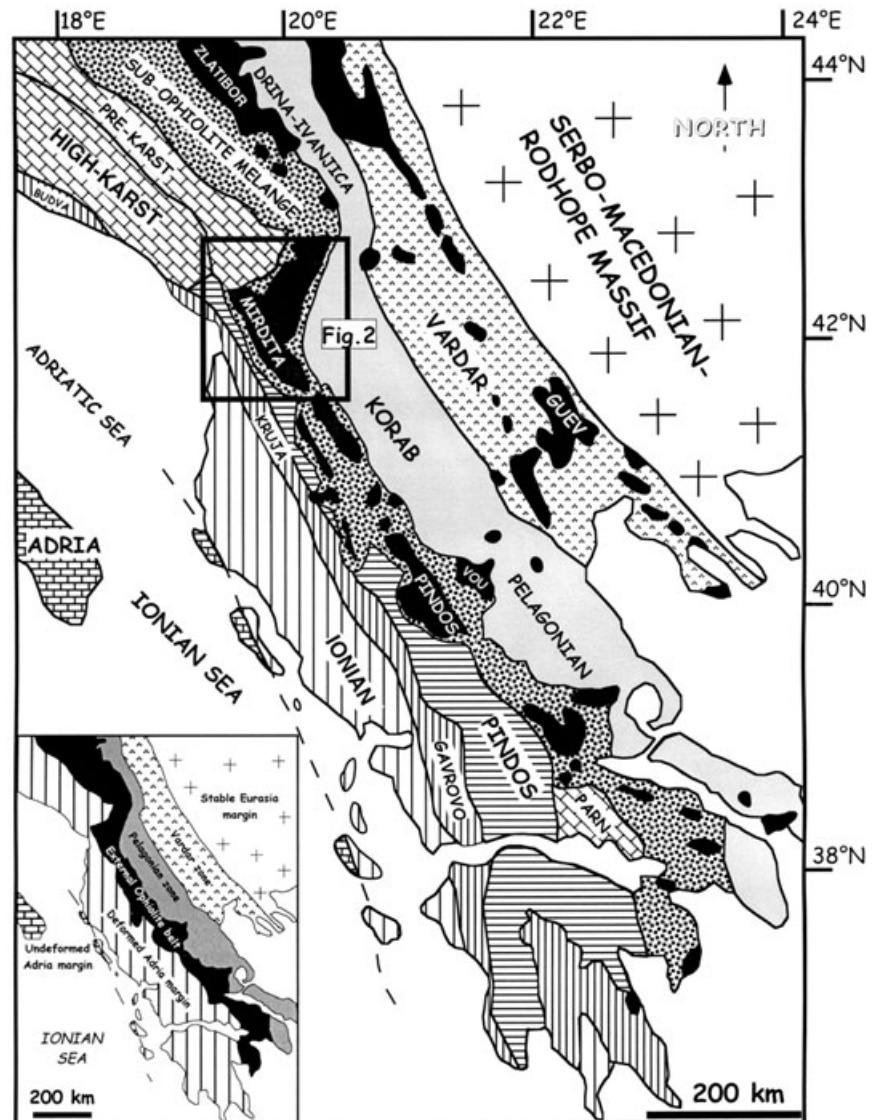 18°E
20°E
22°E
24°E
44°N
42°N
40°N
38°N
NORTH
ZLATIBOR
DRINA-IVANJICA
SUB-OPHIOLITE MELANGE
PRE-KARST
HIGH-KARST
BUDVA
SERBO-MACEDONIAN-
RODHOPE MASSIF
MIRDITA
Fig.2
VARDAR
GUEV
ADRIATIC SEA
KRUJA
KORAB
ADRIA
IONIAN SEA
IONIAN
PINDOS
VOU
PELAGONIAN
GAVROVO
PINDOS
PARN
Stable Eurasia
margin
Vardar
zone
Pelagonian zone
External Ophiolite belt
Deformed Adria margin
Undeformed
Adria margin
IONIAN
SEA
200 km
200 km